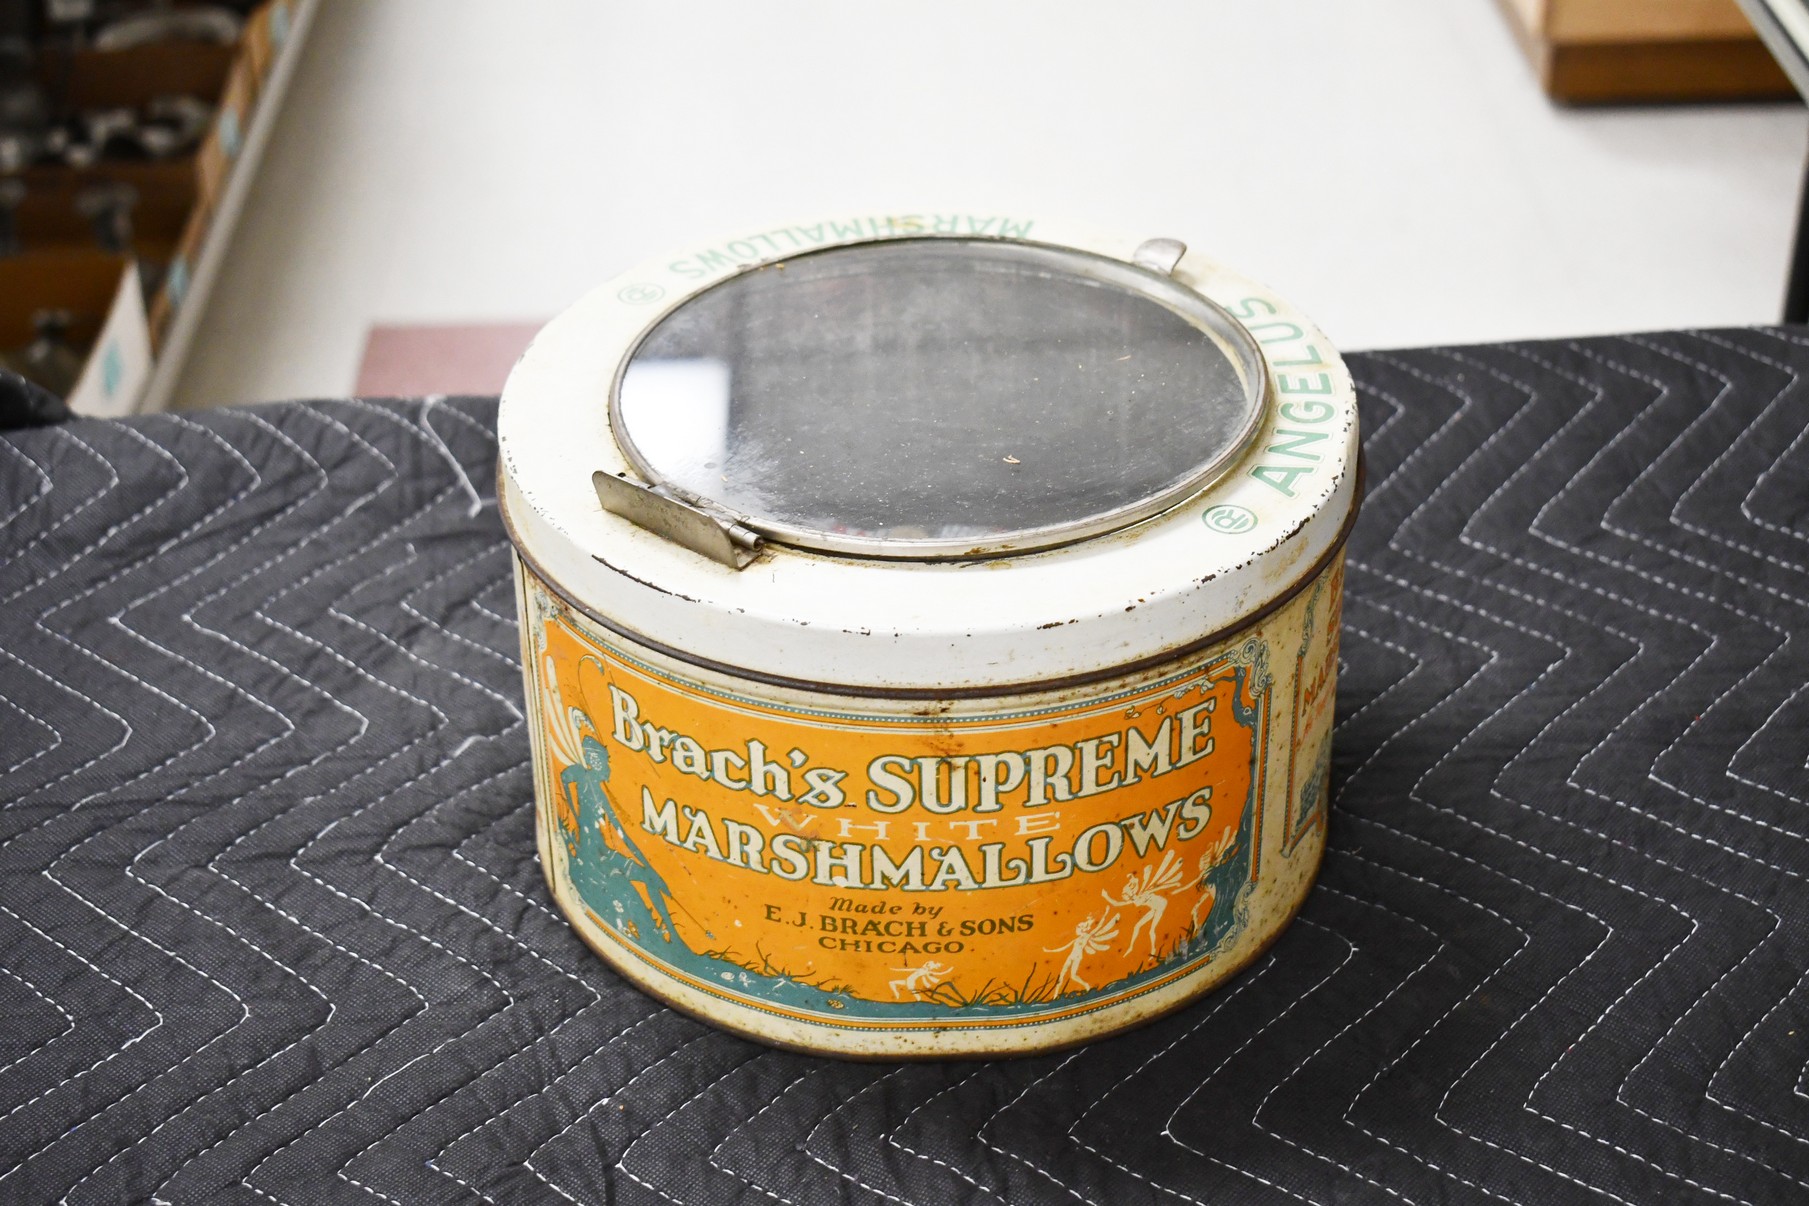 MARSHMALLOWS
®
ANGELUS
®
Brach's SUPREME
WHITE
MARSHMALLOWS
Made by
E.J. BRACH & SONS
CHICAGO.